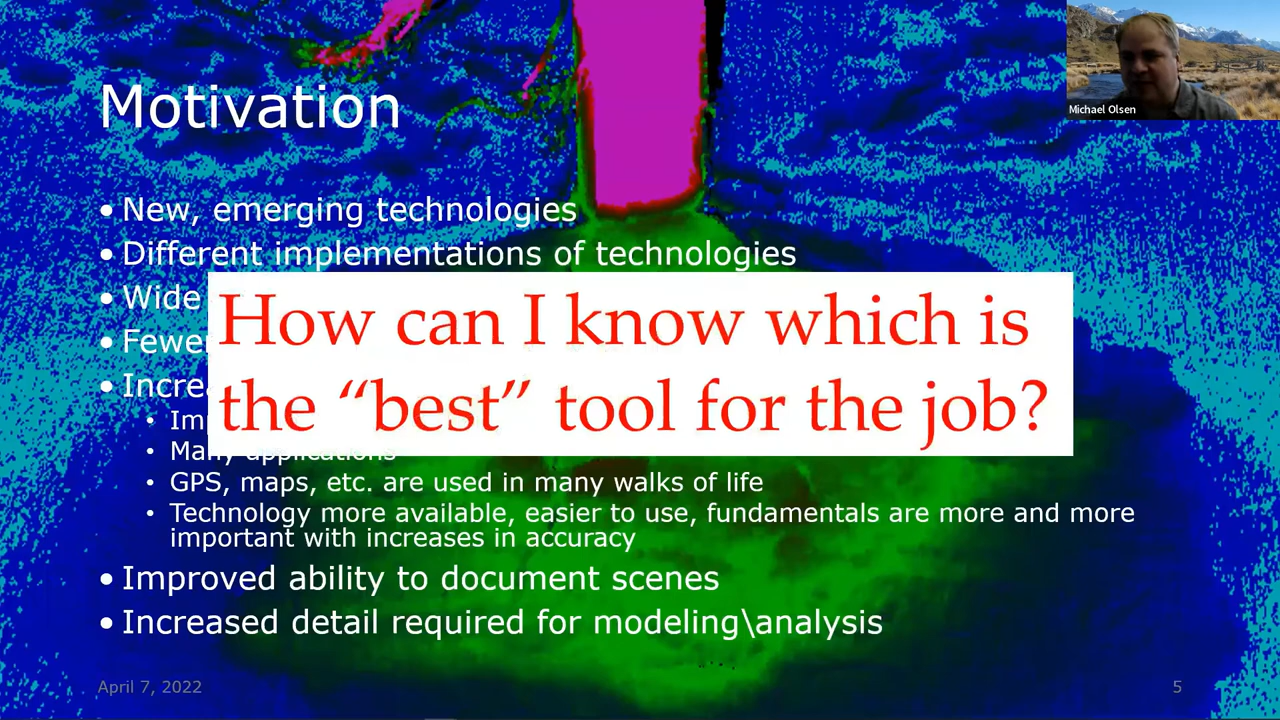 Michael Olsen
Motivation
• New, emerging technologies
• Different implementations of technologies
• Wide
• Fewer
How can I know which is
the “best” tool for the job?
• Many applications
• GPS, maps, etc. are used in many walks of life
• Technology more available, easier to use, fundamentals are more and more
important with increases in accuracy
• Improved ability to document scenes
• Increased detail required for modeling\analysis
April 7, 2022
5